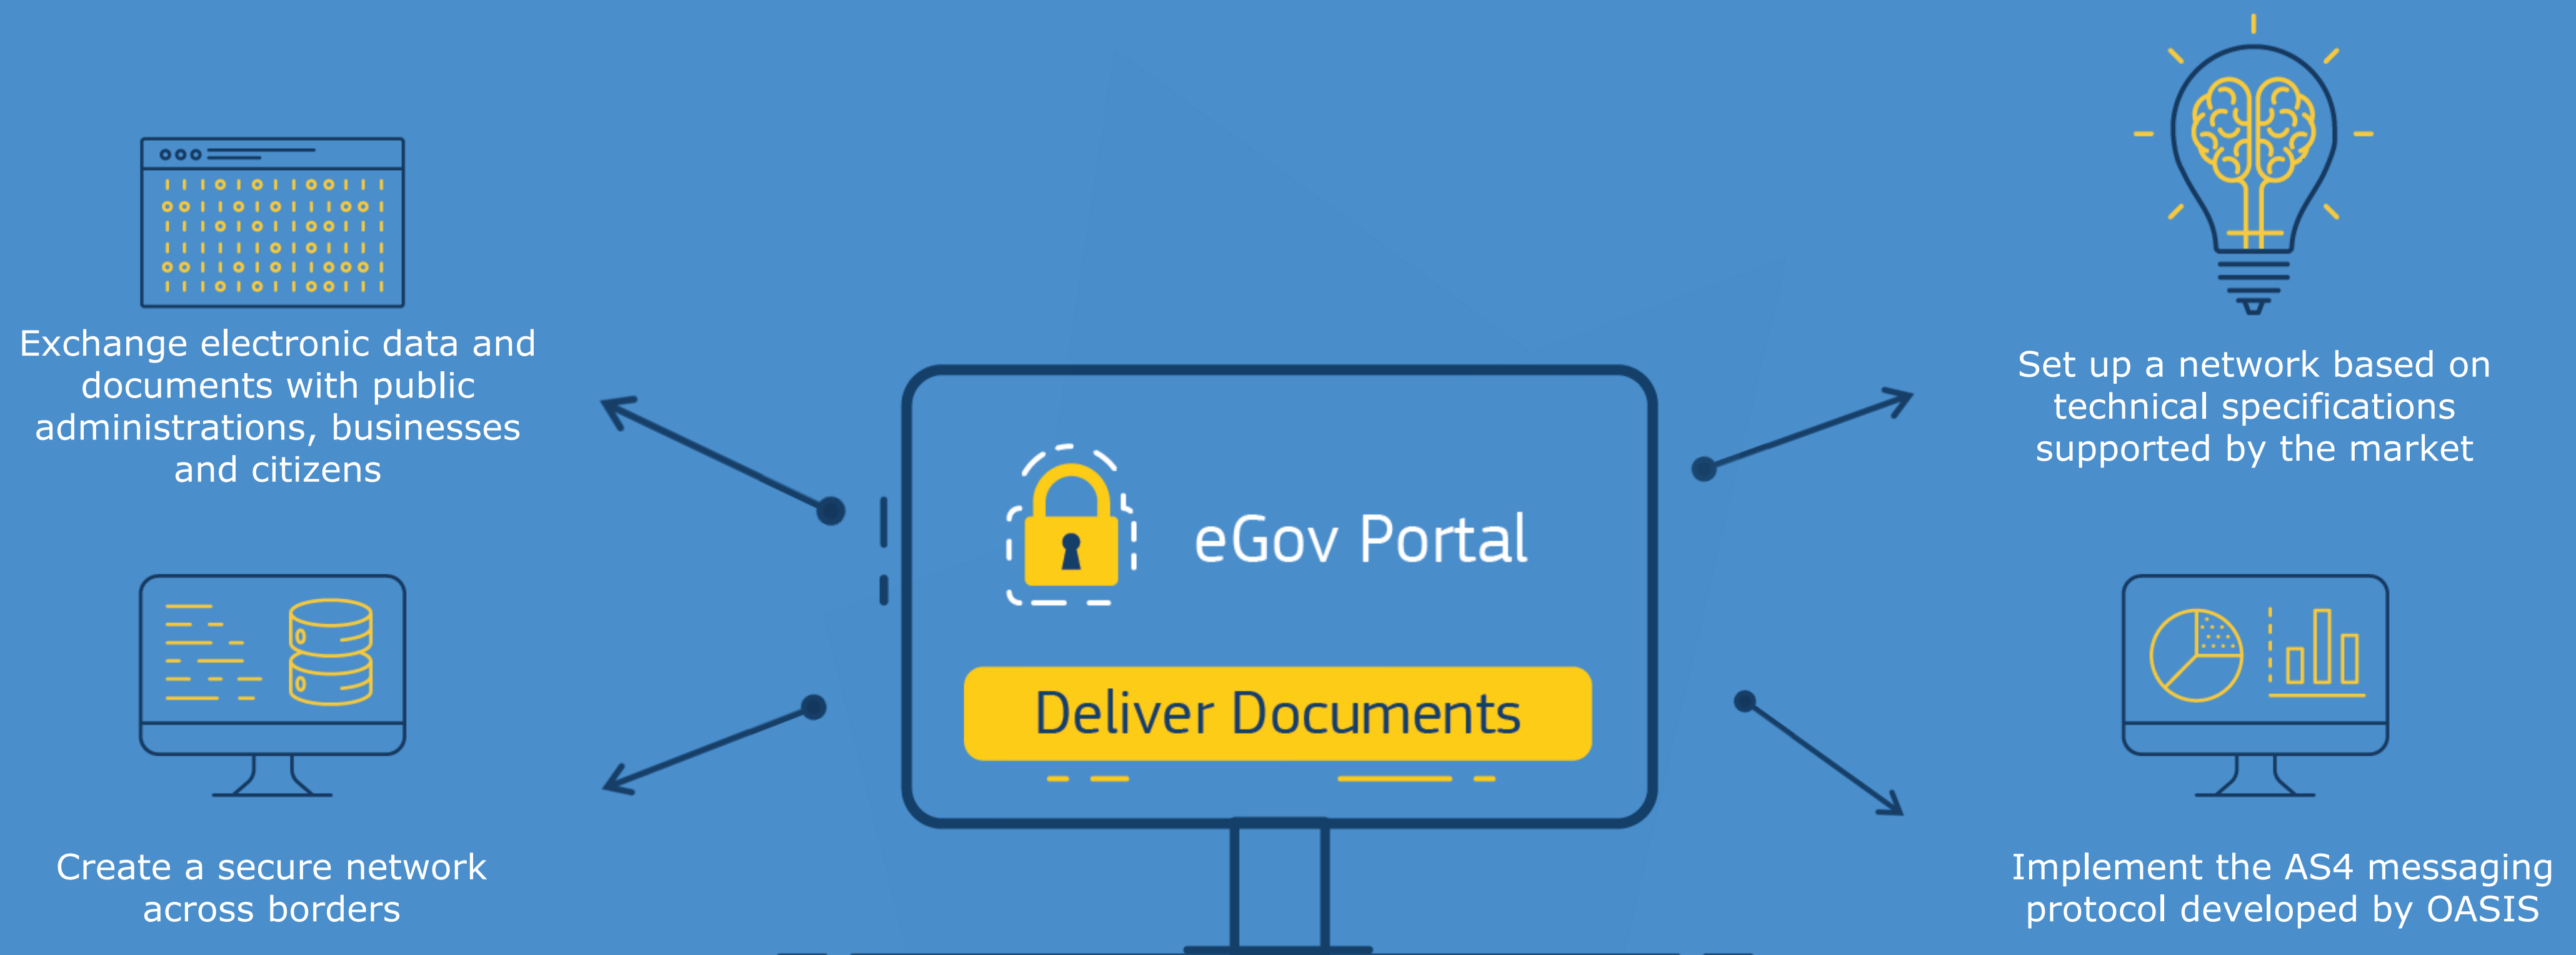 Exchange electronic data and
documents with public
administrations, businesses
and citizens
Create a secure network
across borders
eGov Portal
Deliver Documents
Set up a network based on
technical specifications
supported by the market
Implement the AS4 messaging
protocol developed by OASIS